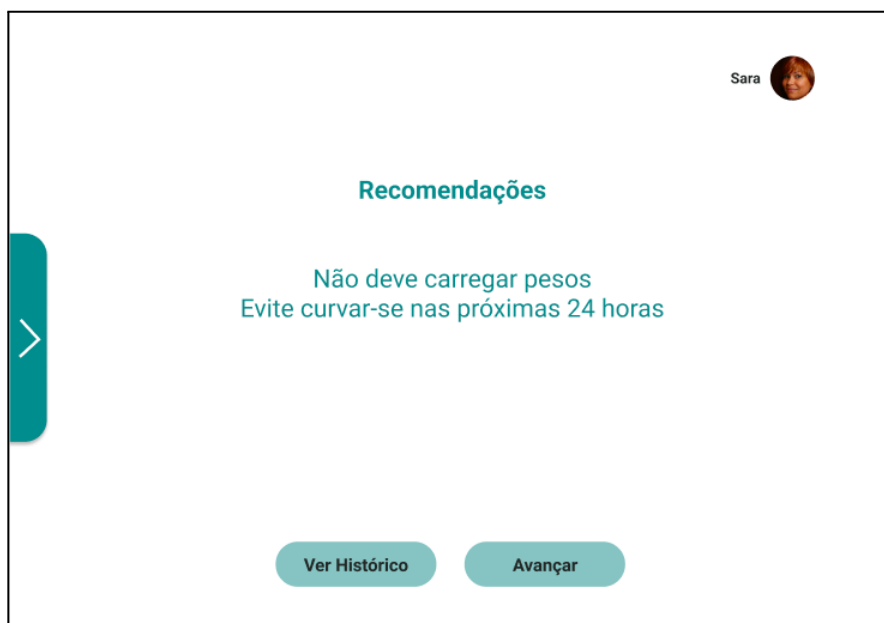 Sara
Recomendações
Não deve carregar pesos
Evite curvar-se nas próximas 24 horas
Ver Histórico
Avançar